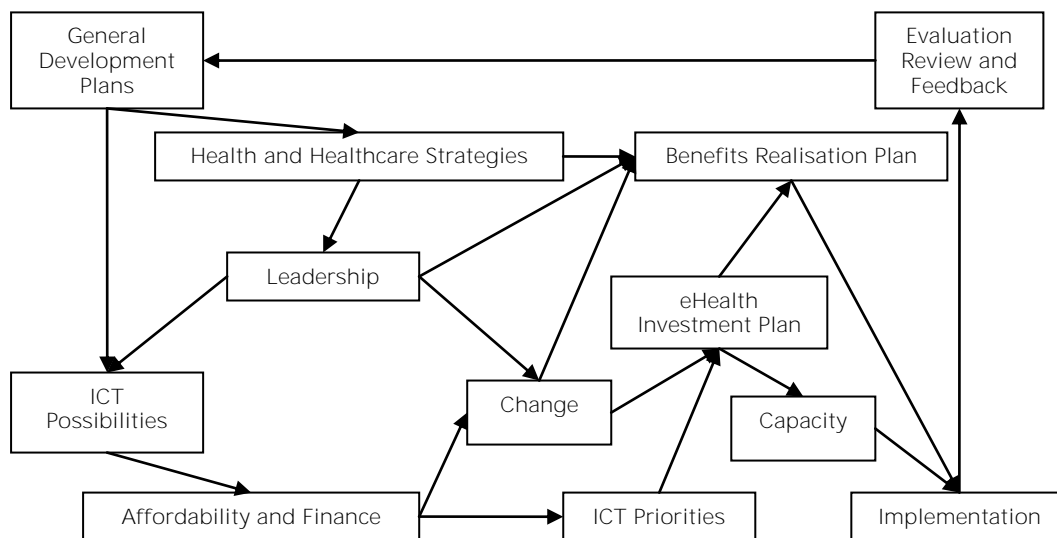 General
Development
Plans
Evaluation
Review and
Feedback
Health and Healthcare Strategies
Benefits Realisation Plan
Leadership
eHealth
Investment Plan
ICT
Possibilities
Change
Capacity
Affordability and Finance
ICT Priorities
Implementation